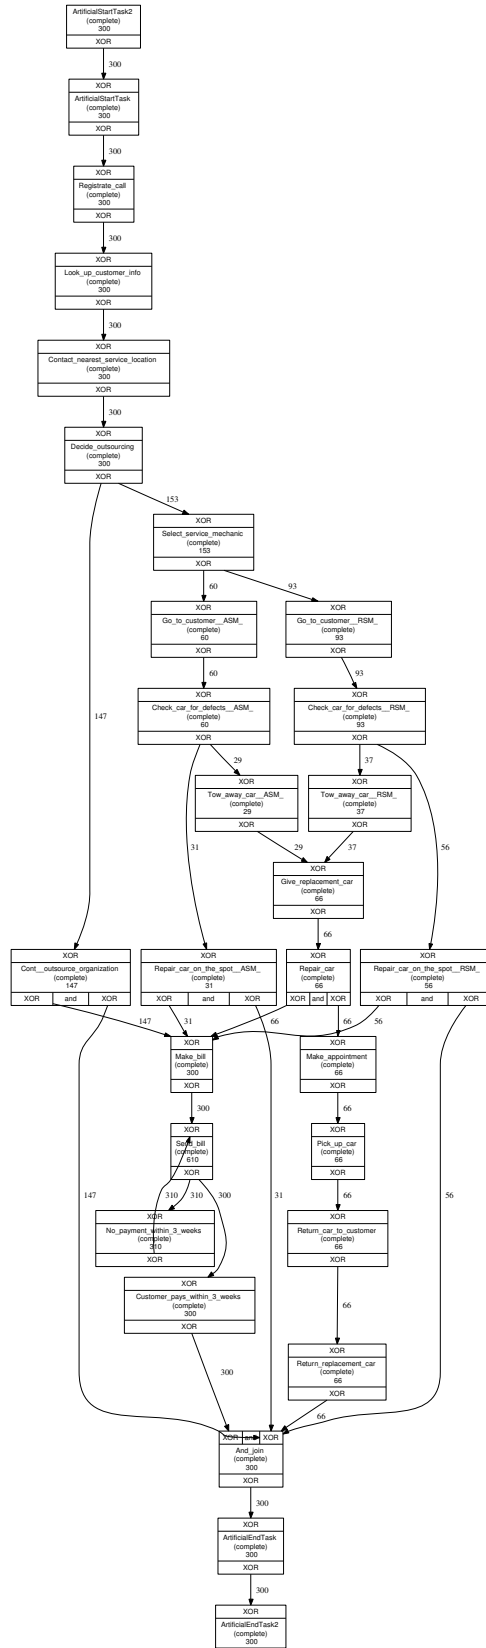 XOR
ArtificialStartTask2
(complete)
300
XOR
300
XOR
ArtificialStartTask
(complete)
300
XOR
300
XOR
Registrate_call
(complete)
300
XOR
300
XOR
Look_up_customer_info
(complete)
300
XOR
300
XOR
Contact_nearest_service_location
(complete)
300
XOR
300
XOR
Decide_outsourcing
(complete)
300
XOR
153
XOR
Select_service_mechanic
(complete)
153
XOR
60
93
XOR
Go_to_customer__ASM_
(complete)
60
XOR
XOR
Go_to_customer__RSM_
(complete)
93
XOR
60
93
XOR
Check_car_for_defects__ASM_
(complete)
60
XOR
XOR
Check_car_for_defects__RSM_
(complete)
93
XOR
147
29
37
XOR
Tow_away_car__ASM_
(complete)
29
XOR
XOR
Tow_away_car__RSM_
(complete)
37
XOR
31
29
37
56
XOR
Give_replacement_car
(complete)
66
XOR
66
XOR
Cont__outsource_organization
(complete)
147
XOR and XOR
XOR
Repair_car_on_the_spot__ASM_
(complete)
31
XOR and XOR
XOR
Repair_car
(complete)
66
XOR and XOR
XOR
Repair_car_on_the_spot__RSM_
(complete)
56
XOR and XOR
147
31
66
66
56
XOR
Make_bill
(complete)
300
XOR
XOR
Make_appointment
(complete)
66
XOR
300
66
XOR
Send_bill
(complete)
610
XOR
XOR
Pick_up_car
(complete)
66
XOR
147
310
310
300
31
66
56
XOR
No_payment_within_3_weeks
(complete)
310
XOR
XOR
Return_car_to_customer
(complete)
66
XOR
XOR
Customer_pays_within_3_weeks
(complete)
300
XOR
66
XOR
Return_replacement_car
(complete)
66
XOR
300
66
XOR and XOR
And_join
(complete)
300
XOR
300
XOR
ArtificialEndTask
(complete)
300
XOR
300
XOR
ArtificialEndTask2
(complete)
300